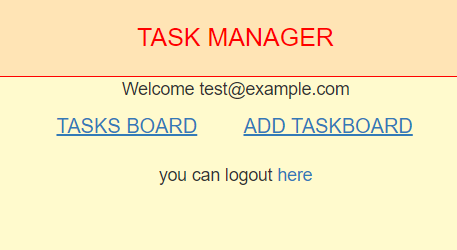 TASK MANAGER
Welcome test@example.com
TASKS BOARD ADD TASKBOARD
you can logout here